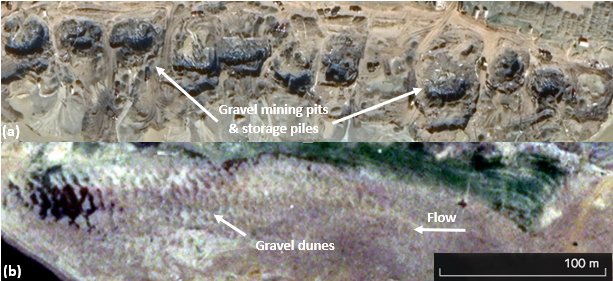 Gravel mining pits
& storage piles
(a)
Flow
Gravel dunes
100 m
(b)